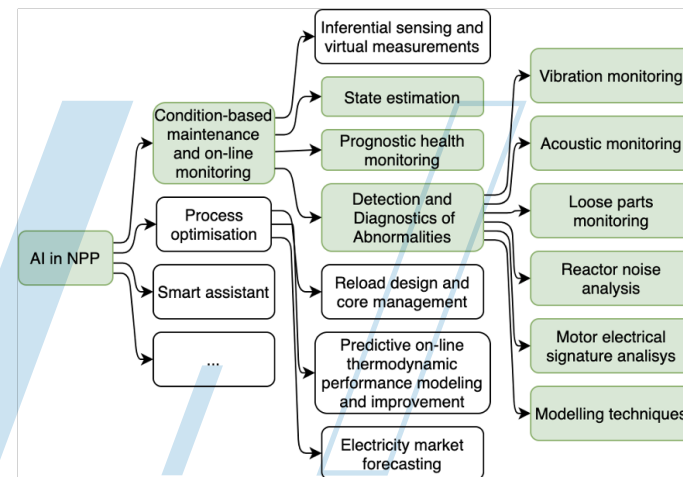 AI in NPP
Condition-based
maintenance
and on-line
monitoring
Process
optimisation
Smart assistant
...
Inferential sensing and
virtual measurements
State estimation
Prognostic health
monitoring
Detection and
Diagnostics of
Abnormalities
Reload design and
core management
Predictive on-line
thermodynamic
performance modeling
and improvement
Electricity market
forecasting
Vibration monitoring
Acoustic monitoring
Loose parts
monitoring
Reactor noise
analysis
Motor electrical
signature analisys
Modelling techniques